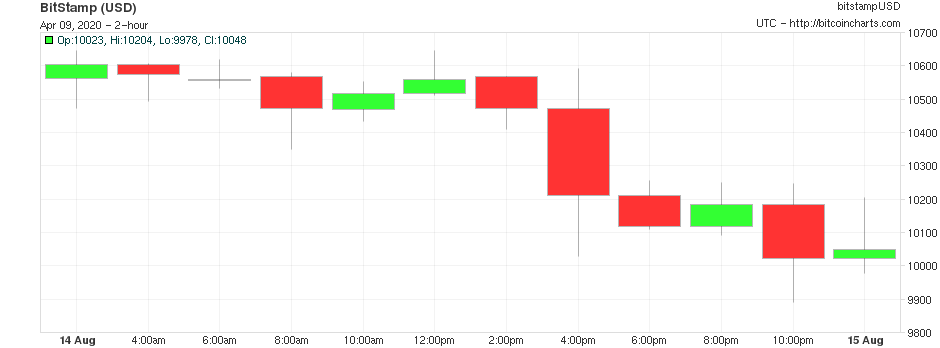 BitStamp (USD)
bitstampUSD
Apr 09, 2020 - 2-hour
UTC - http://bitcoincharts.com
Op:10023, Hi:10204, Lo:9978, Cl:10048
10700
10600
10500
10400
10300
10200
10100
10000
9900
9800
14 Aug 4:00am 6:00am 8:00am 10:00am 12:00pm 2:00pm 4:00pm 6:00pm 8:00pm 10:00pm 15 Aug